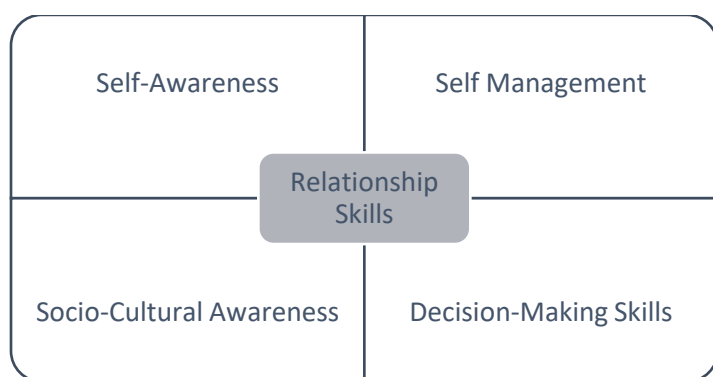 Self-Awareness
Self Management
Relationship
Skills
Socio-Cultural Awareness
Decision-Making Skills